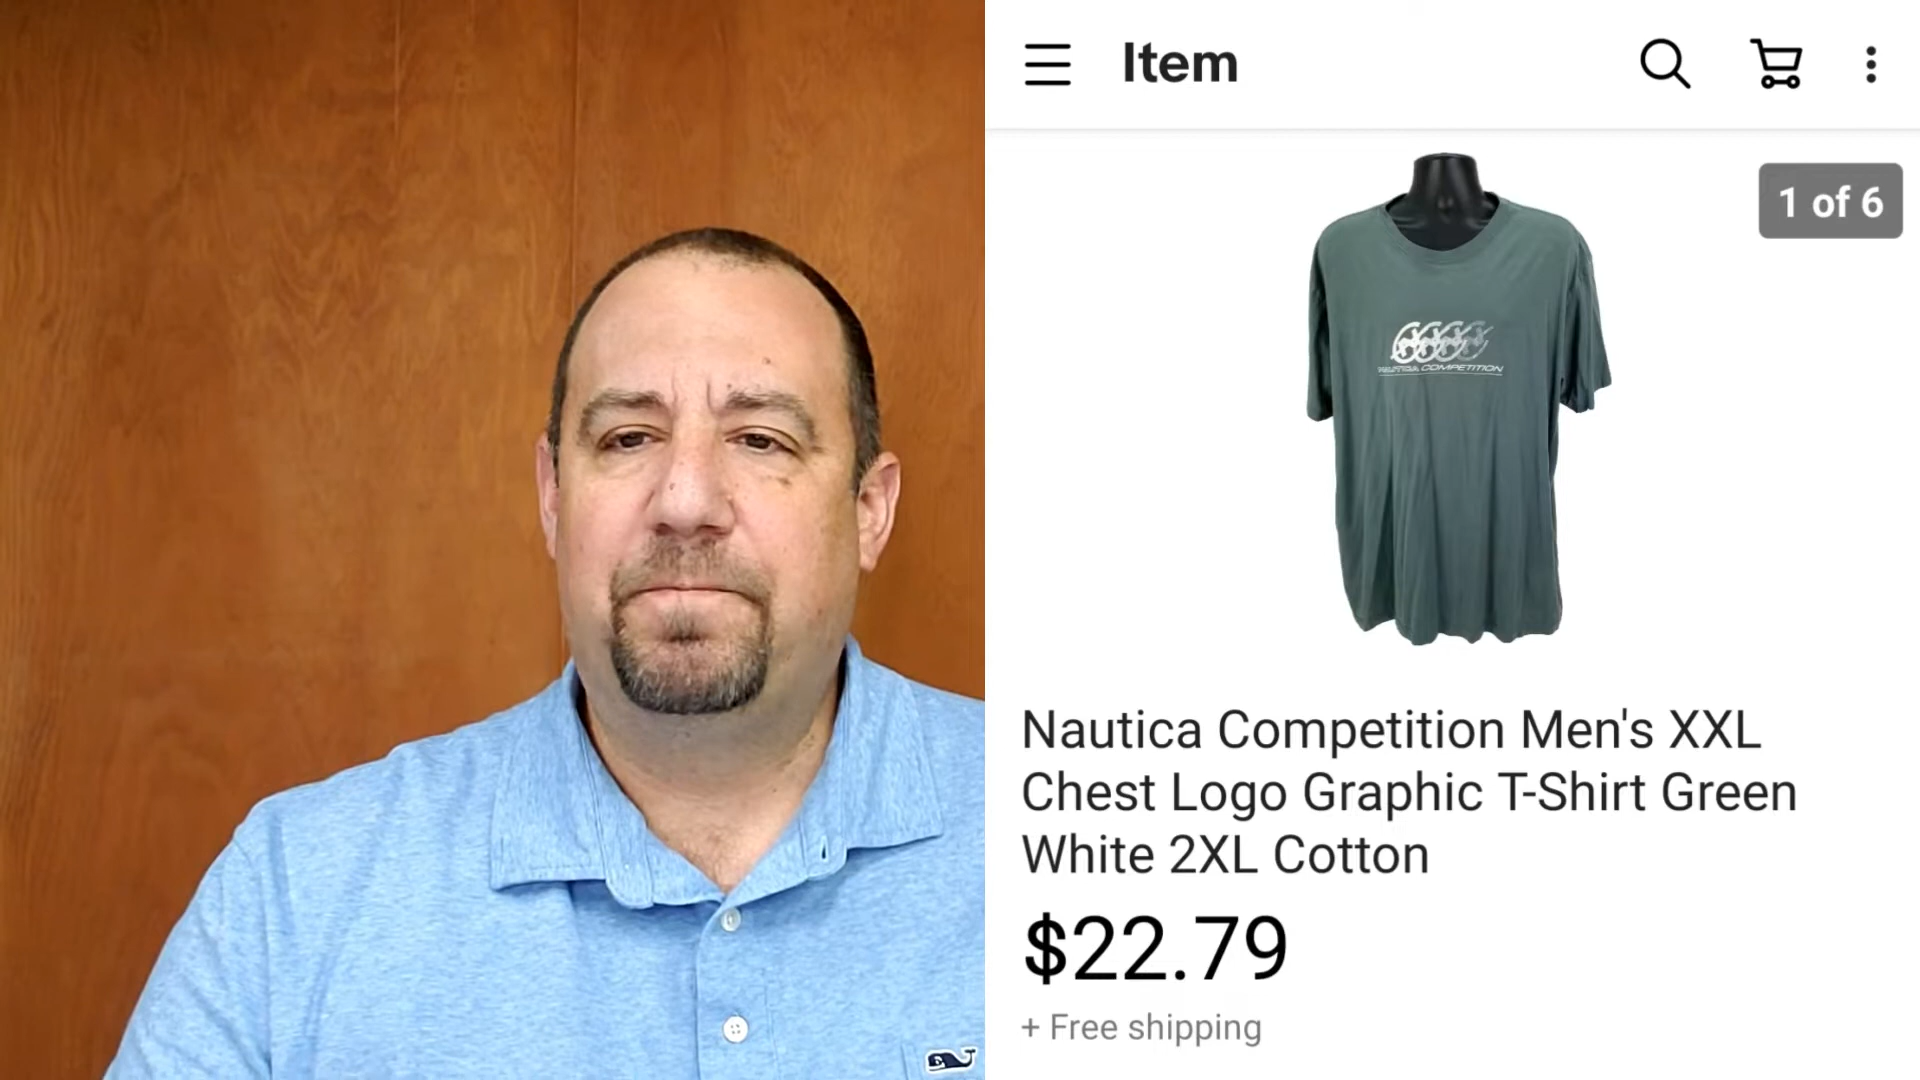 Item
1 of 6
NAUTICA COMPETITION
Nautica Competition Men's XXL
Chest Logo Graphic T-Shirt Green
White 2XL Cotton
$22.79
+ Free shipping